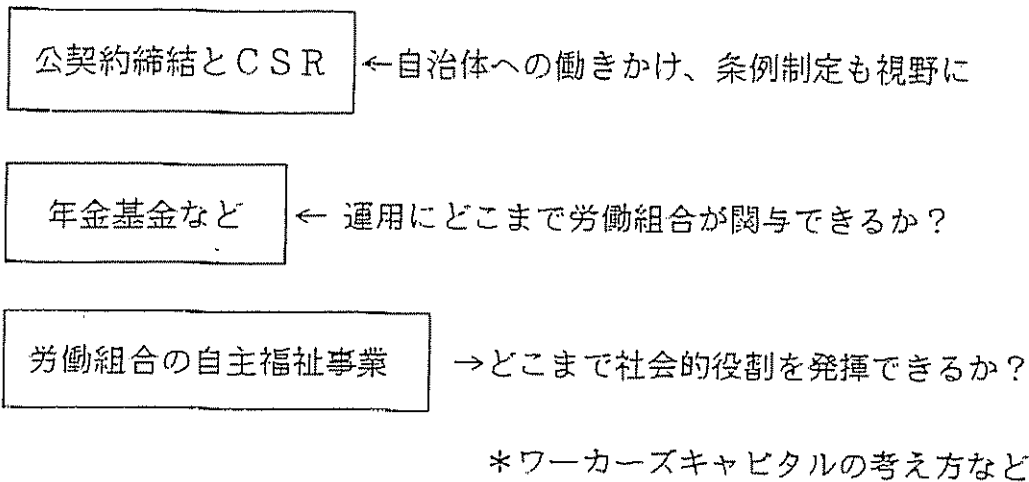 公契約締結とＣＳＲ ←自治体への働きかけ、条例制定も視野に
年金基金など ← 運用にどこまで労働組合が関与できるか？
労働組合の自主福祉事業 →どこまで社会的役割を発揮できるか？
＊ワーカーズキャピタルの考え方など